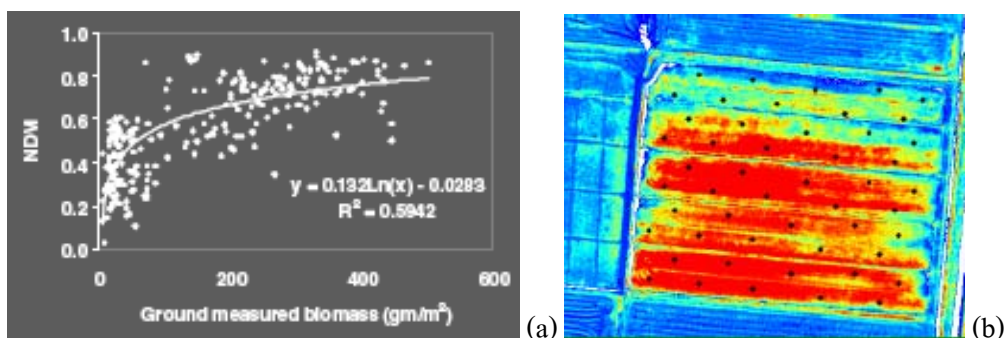 1.0
0.8
0.6
0.4
0.2
0.0
NDM
y = 0.132Ln(x) - 0.0283
R² = 0.5942
0
200
400
600
Ground measured biomass (gm/m²)
(a)
(b)